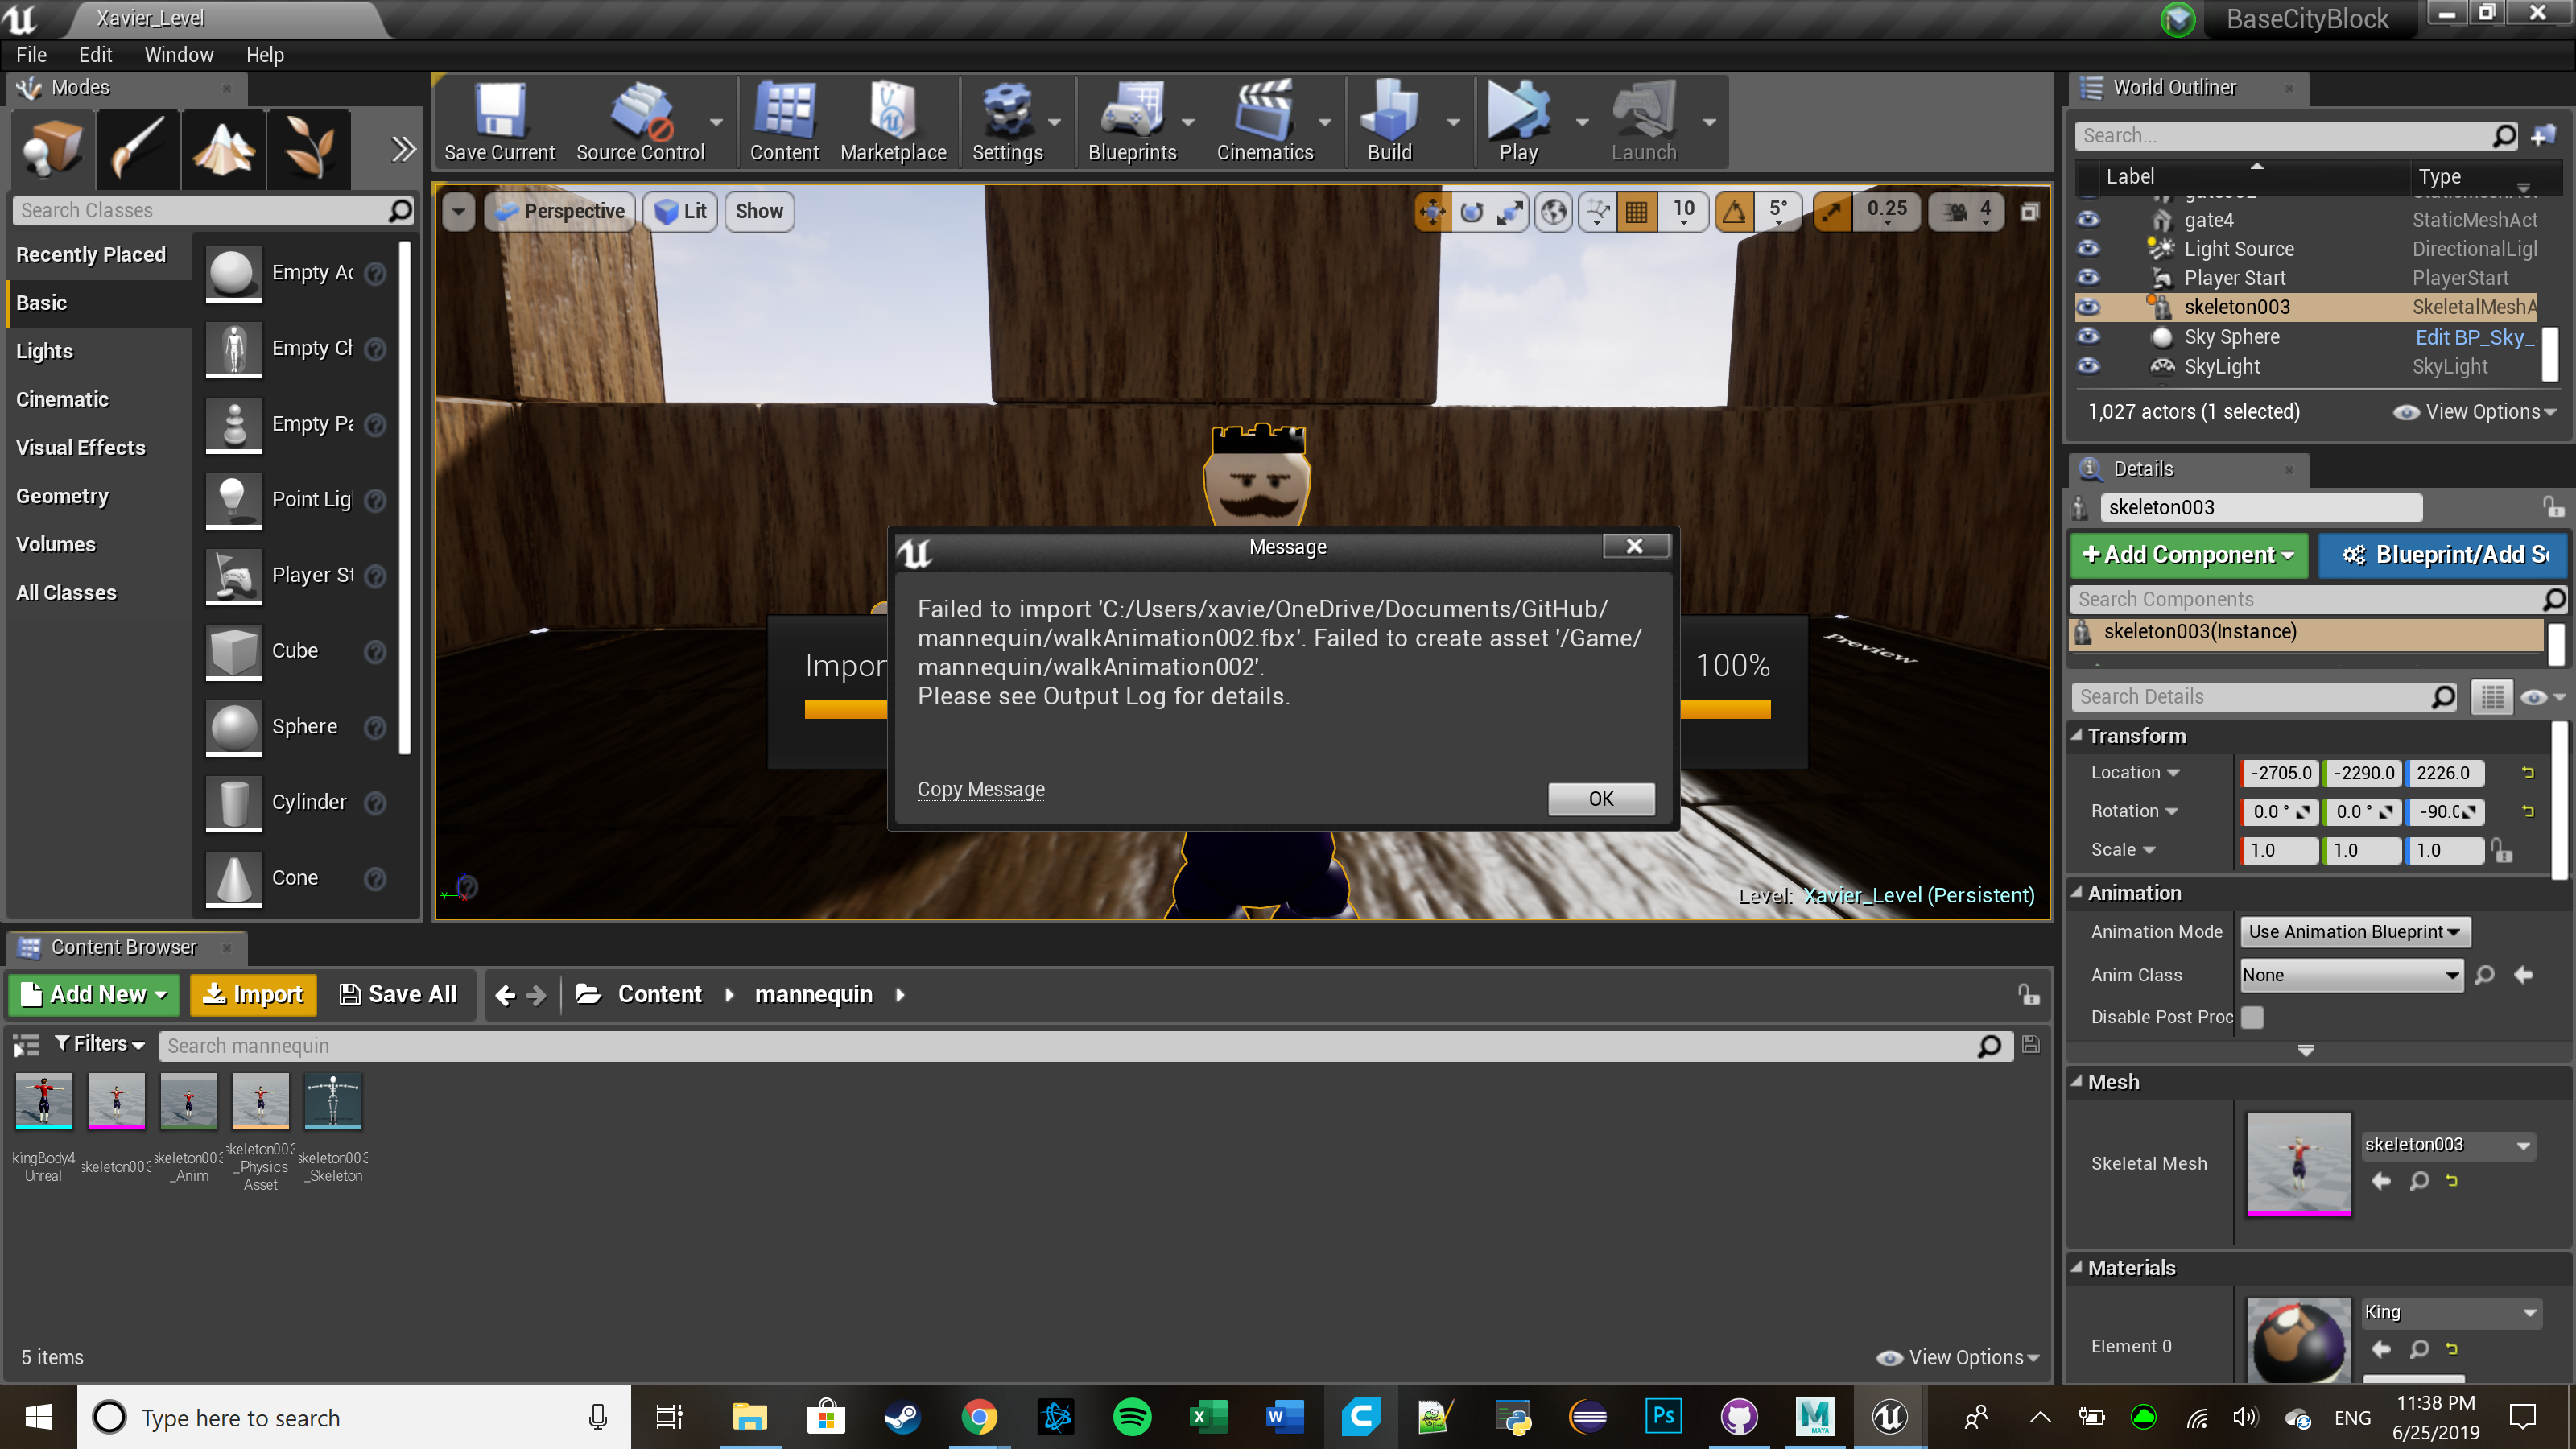 Xavier_Level
BaseCityBlock
File Edit Window Help
Modes
Search Classes
Recently Placed
Basic
Lights
Cinematic
Visual Effects
Geometry
Volumes
All Classes
Empty Ac
Empty Ch
Empty Pa
Point Lig
Player St
Cube
Sphere
Cylinder
Cone
Save Current
Source Control
Content
Marketplace
Settings
Blueprints
Cinematics
Build
Play
Launch
Perspective
Lit
Show
10
5°
0.25
4
Message
Failed to import 'C:/Users/xavie/OneDrive/Documents/GitHub/
mannequin/walkAnimation002.fbx'. Failed to create asset '/Game/
mannequin/walkAnimation002'.
Please see Output Log for details.
Copy Message
OK
Impor
100%
Preview
Level: Xavier_Level (Persistent)
World Outliner
Search...
Label Type
gate4 StaticMeshAct
Light Source DirectionalLigh
Player Start PlayerStart
skeleton003 SkeletalMeshA
Sky Sphere Edit BP_Sky_
SkyLight SkyLight
1,027 actors (1 selected)
View Options
Details
skeleton003
+Add Component
Blueprint/Add S
Search Components
skeleton003(Instance)
Search Details
Transform
Location -2705.0 -2290.0 2226.0
Rotation 0.0 ° 0.0 ° -90.0
Scale 1.0 1.0 1.0
Animation
Animation Mode Use Animation Blueprint
Anim Class None
Disable Post Proc
Mesh
Skeletal Mesh
skeleton003
Materials
Element 0
King
Content Browser
Add New
Import
Save All
Content
mannequin
Filters
Search mannequin
kingBody4
Unreal
skeleton003
skeleton003
_Anim
skeleton003
_Physics
Asset
skeleton003
_Skeleton
5 items
View Options
Type here to search
Ps
MAYA
ENG
11:38 PM
6/25/2019